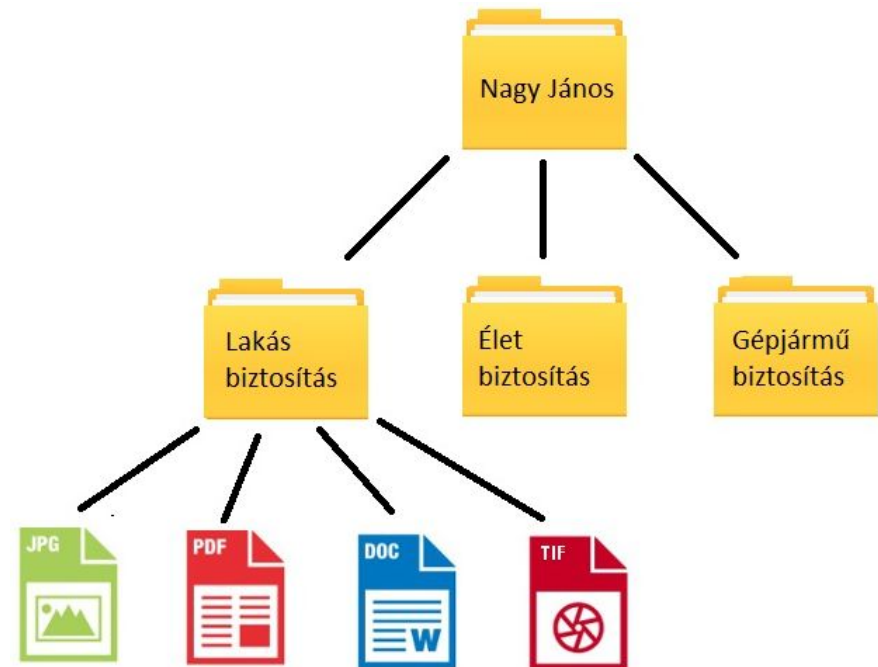 Nagy János
Lakás
biztosítás
Élet
biztosítás
Gépjármű
biztosítás
JPG
PDF
DOC
W
TIF